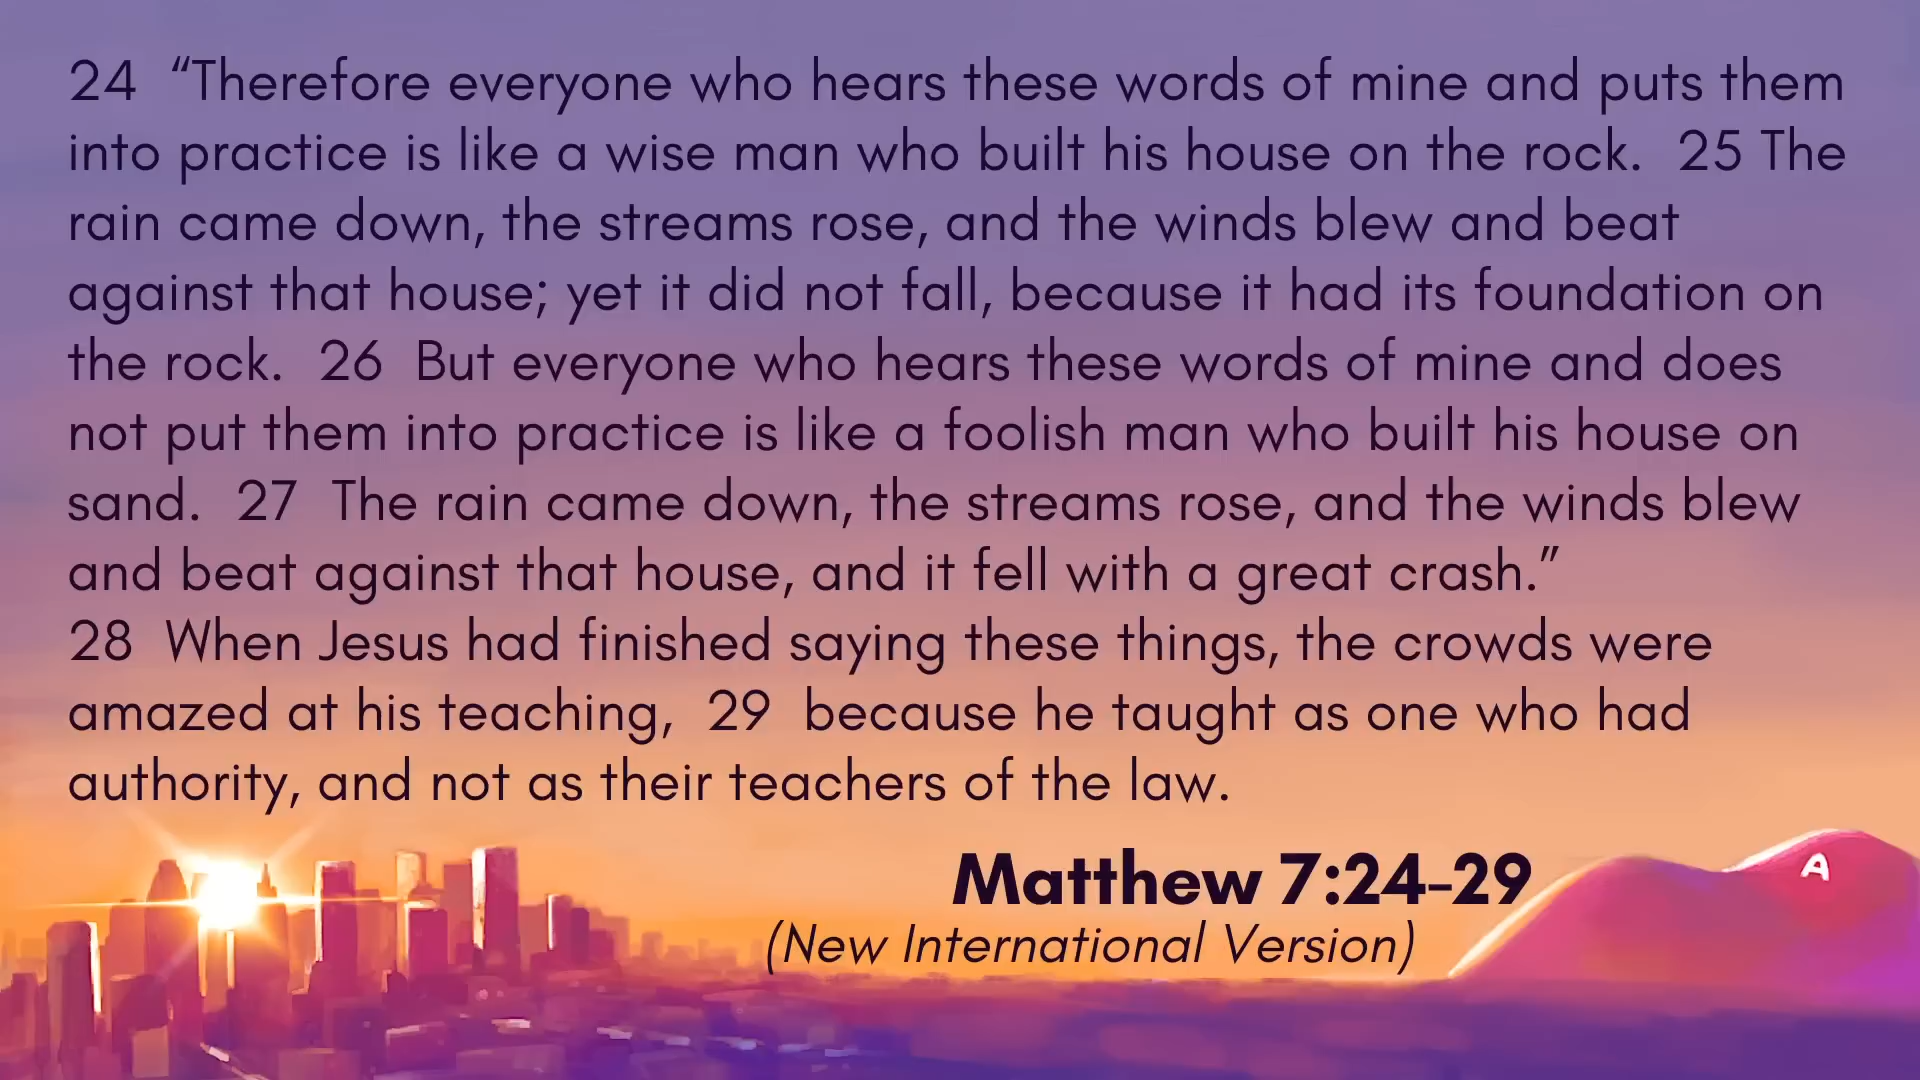 24  “Therefore everyone who hears these words of mine and puts them
into practice is like a wise man who built his house on the rock.  25 The
rain came down, the streams rose, and the winds blew and beat
against that house; yet it did not fall, because it had its foundation on
the rock.  26  But everyone who hears these words of mine and does
not put them into practice is like a foolish man who built his house on
sand.  27  The rain came down, the streams rose, and the winds blew
and beat against that house, and it fell with a great crash.”
28  When Jesus had finished saying these things, the crowds were
amazed at his teaching,  29  because he taught as one who had
authority, and not as their teachers of the law.
Matthew 7:24-29
(New International Version)
A